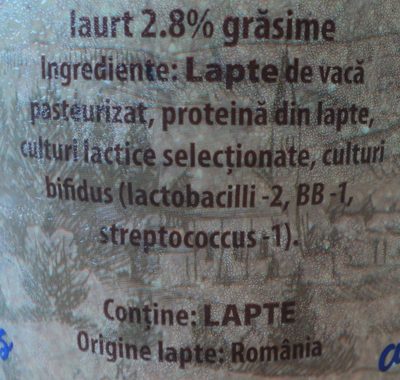 Iaurt 2.8% grăsime
Ingrediente: Lapte de vacă
pasteurizat, proteină din lapte,
culturi lactice selecționate, culturi
bifidus (lactobacilli -2, BB -1,
streptococcus -1).
Conține: LAPTE
Origine lapte: România